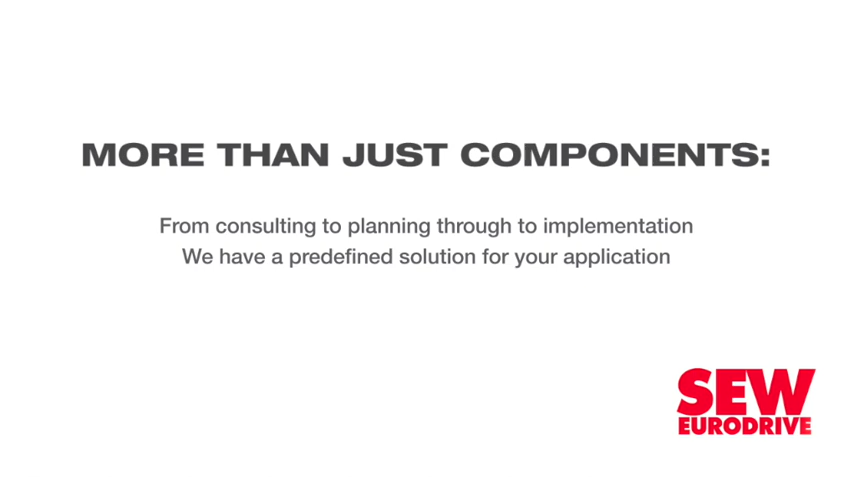 MORE THAN JUST COMPONENTS:
From consulting to planning through to implementation
We have a predefined solution for your application
SEW
EURODRIVE